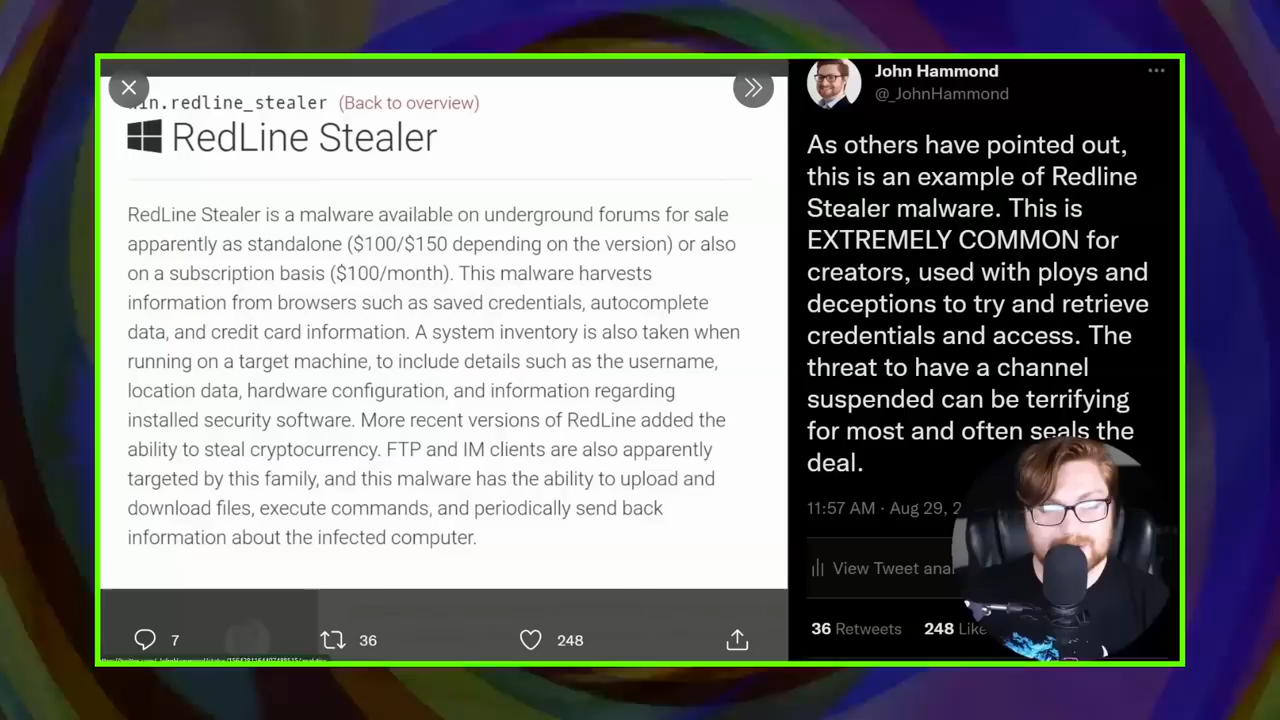 in.redline_stealer (Back to overview)
RedLine Stealer
RedLine Stealer is a malware available on underground forums for sale
apparently as standalone ($100/$150 depending on the version) or also
on a subscription basis ($100/month). This malware harvests
information from browsers such as saved credentials, autocomplete
data, and credit card information. A system inventory is also taken when
running on a target machine, to include details such as the username,
location data, hardware configuration, and information regarding
installed security software. More recent versions of RedLine added the
ability to steal cryptocurrency. FTP and IM clients are also apparently
targeted by this family, and this malware has the ability to upload and
download files, execute commands, and periodically send back
information about the infected computer.
7
36
248
John Hammond
@_JohnHammond
As others have pointed out,
this is an example of Redline
Stealer malware. This is
EXTREMELY COMMON for
creators, used with ploys and
deceptions to try and retrieve
credentials and access. The
threat to have a channel
suspended can be terrifying
for most and often seals the
deal.
11:57 AM · Aug 29, 2
View Tweet anal
36 Retweets 248 Like